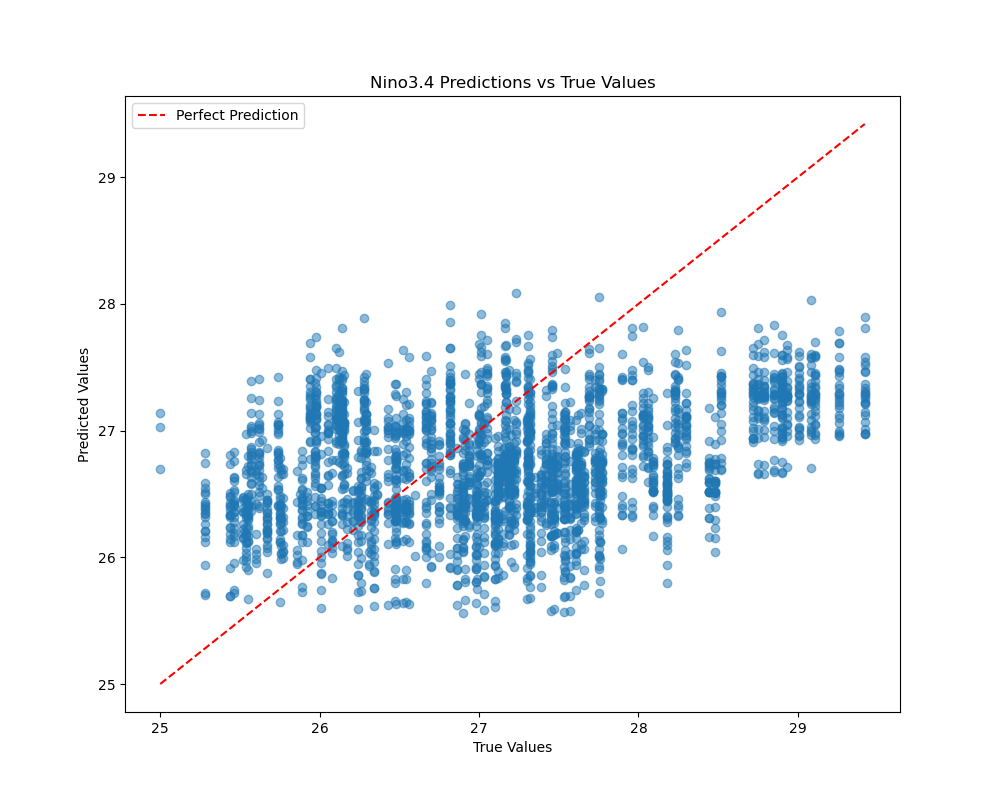 Nino3.4 Predictions vs True Values
Perfect Prediction
29
28
27
26
25
Predicted Values
25 26 27 28 29
True Values